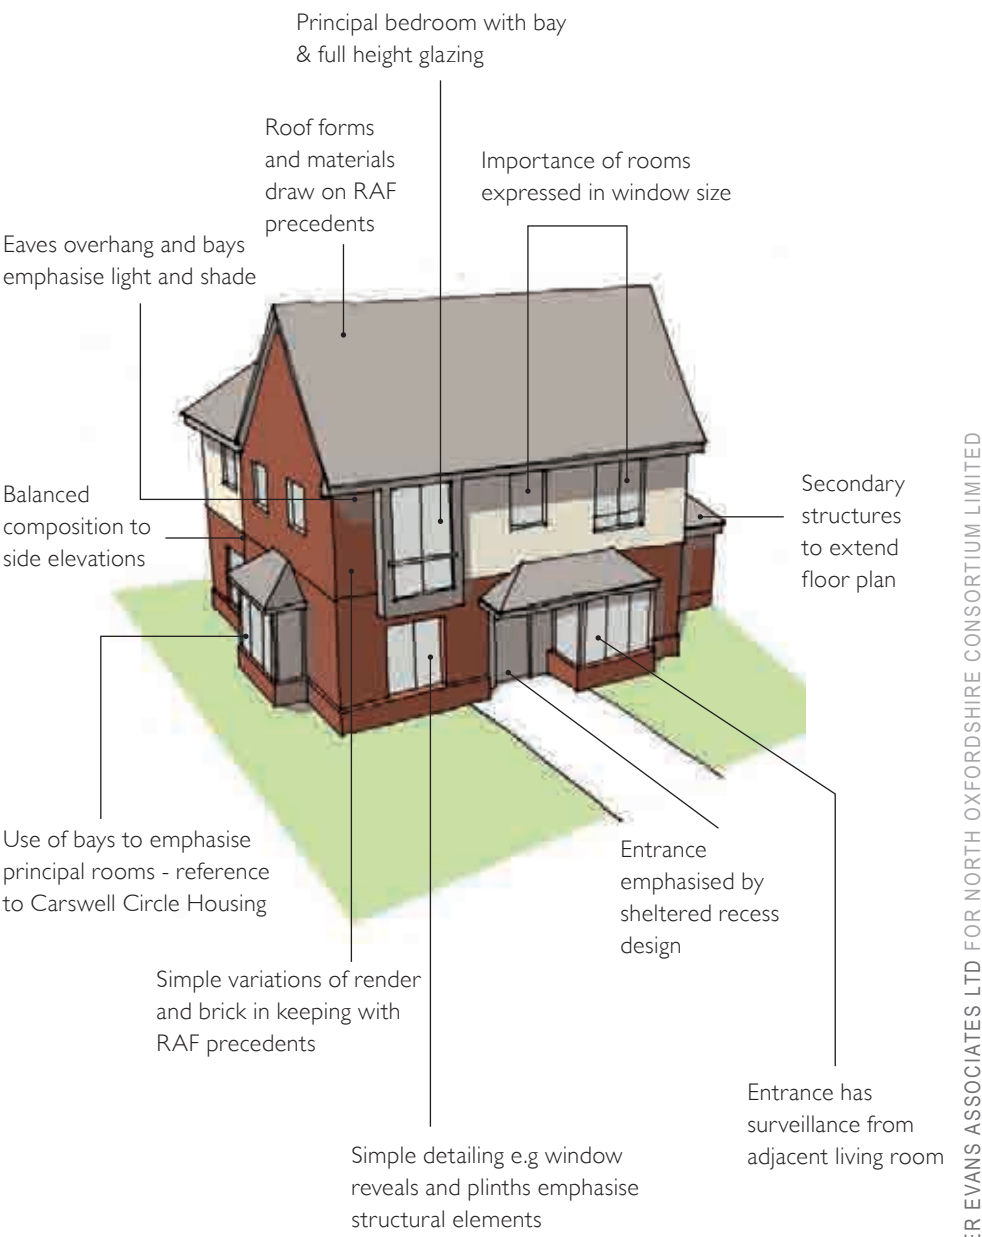 Principal bedroom with bay
& full height glazing
Roof forms
and materials
draw on RAF
precedents
Importance of rooms
expressed in window size
Eaves overhang and bays
emphasise light and shade
Balanced
composition to
side elevations
Secondary
structures
to extend
floor plan
Use of bays to emphasise
principal rooms - reference
to Carswell Circle Housing
Entrance
emphasised by
sheltered recess
design
Simple variations of render
and brick in keeping with
RAF precedents
Entrance has
surveillance from
adjacent living room
Simple detailing e.g window
reveals and plinths emphasise
structural elements
ER EVANS ASSOCIATES LTD FOR NORTH OXFORDSHIRE CONSORTIUM LIMITED